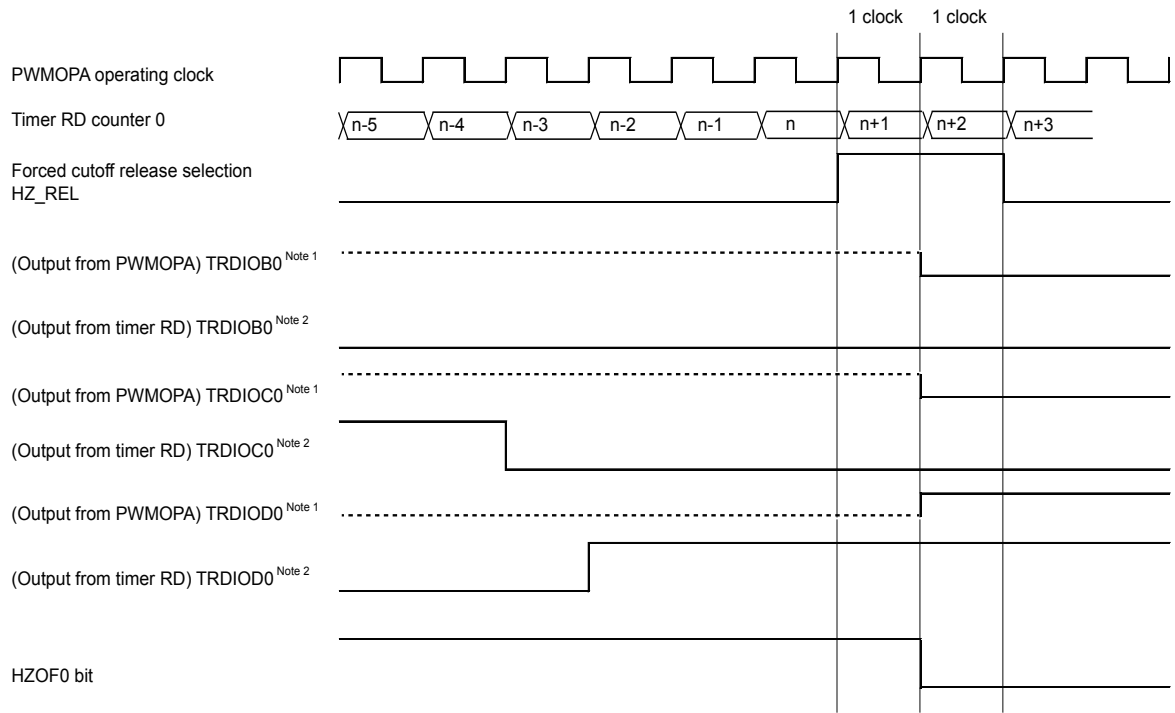 1 clock 1 clock
PWMOPA operating clock
Timer RD counter 0
n-5 n-4 n-3 n-2 n-1 n n+1 n+2 n+3
Forced cutoff release selection
HZ_REL
(Output from PWMOPA) TRDIOB0 Note 1
(Output from timer RD) TRDIOB0 Note 2
(Output from PWMOPA) TRDIOC0 Note 1
(Output from timer RD) TRDIOC0 Note 2
(Output from PWMOPA) TRDIOD0 Note 1
(Output from timer RD) TRDIOD0 Note 2
HZOF0 bit